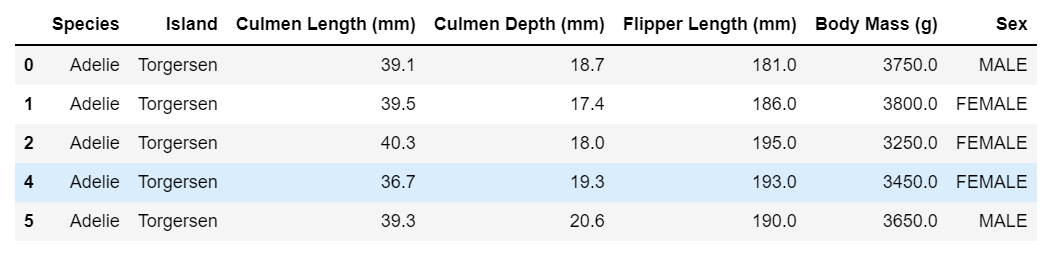 Species Island Culmen Length (mm) Culmen Depth (mm) Flipper Length (mm) Body Mass (g) Sex
0 Adelie Torgersen 39.1 18.7 181.0 3750.0 MALE
1 Adelie Torgersen 39.5 17.4 186.0 3800.0 FEMALE
2 Adelie Torgersen 40.3 18.0 195.0 3250.0 FEMALE
4 Adelie Torgersen 36.7 19.3 193.0 3450.0 FEMALE
5 Adelie Torgersen 39.3 20.6 190.0 3650.0 MALE